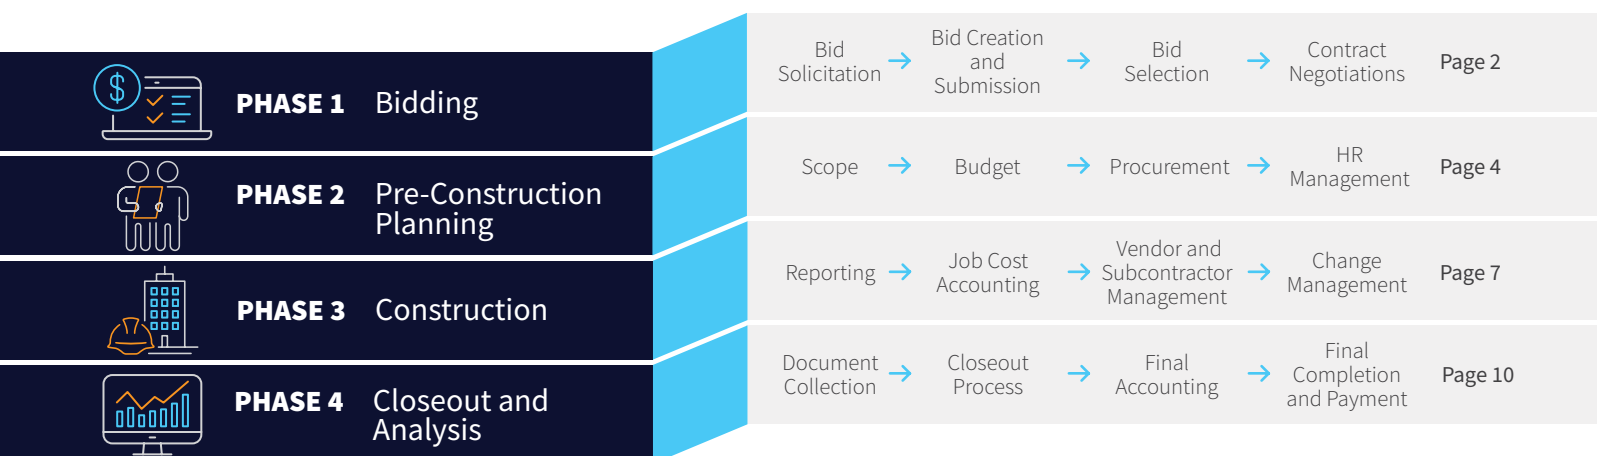 PHASE 1 Bidding
Bid
Solicitation
Bid Creation
and
Submission
Bid
Selection
Contract
Negotiations
Page 2
PHASE 2 Pre-Construction
Planning
Scope
Budget
Procurement
HR
Management
Page 4
PHASE 3 Construction
Reporting
Job Cost
Accounting
Vendor and
Subcontractor
Management
Change
Management
Page 7
PHASE 4 Closeout and
Analysis
Document
Collection
Closeout
Process
Final
Accounting
Final
Completion
and Payment
Page 10